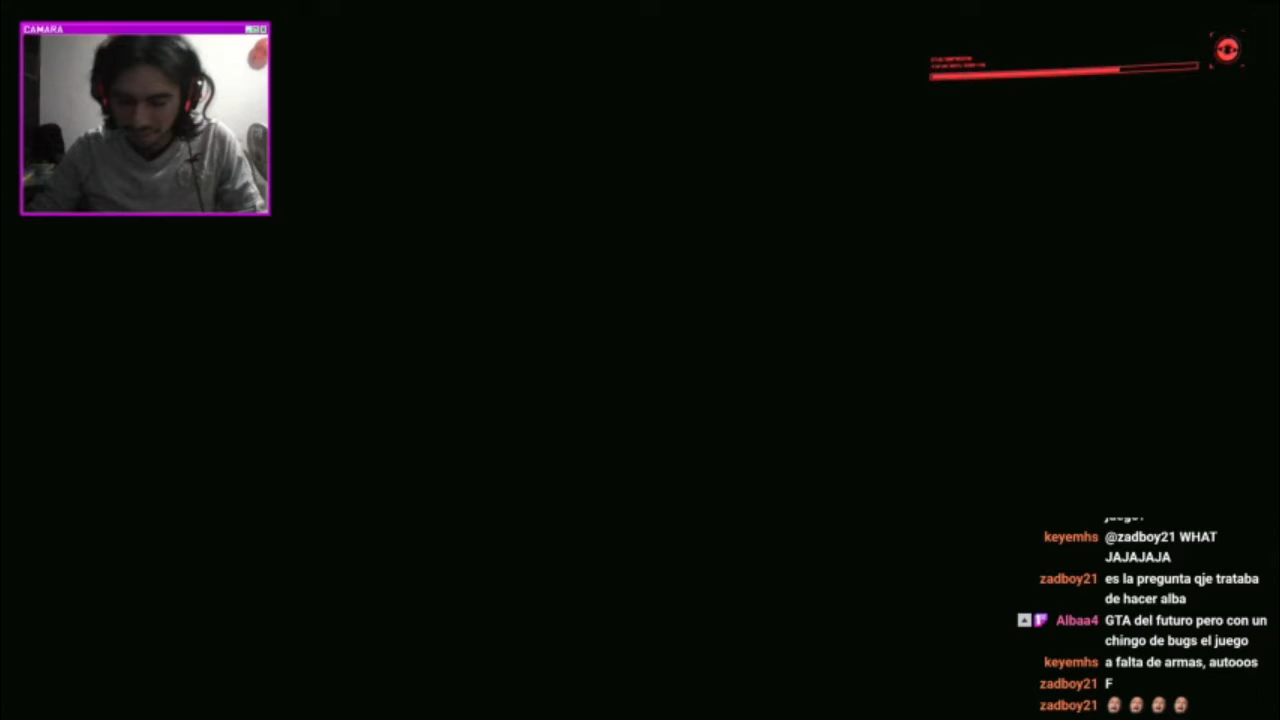 CAMARA
keyemhs @zadboy21 WHAT
JAJAJAJA
zadboy21 es la pregunta qje trataba
de hacer alba
Albaa4 GTA del futuro pero con un
chingo de bugs el juego
keyemhs a falta de armas, autooos
zadboy21 F
zadboy21